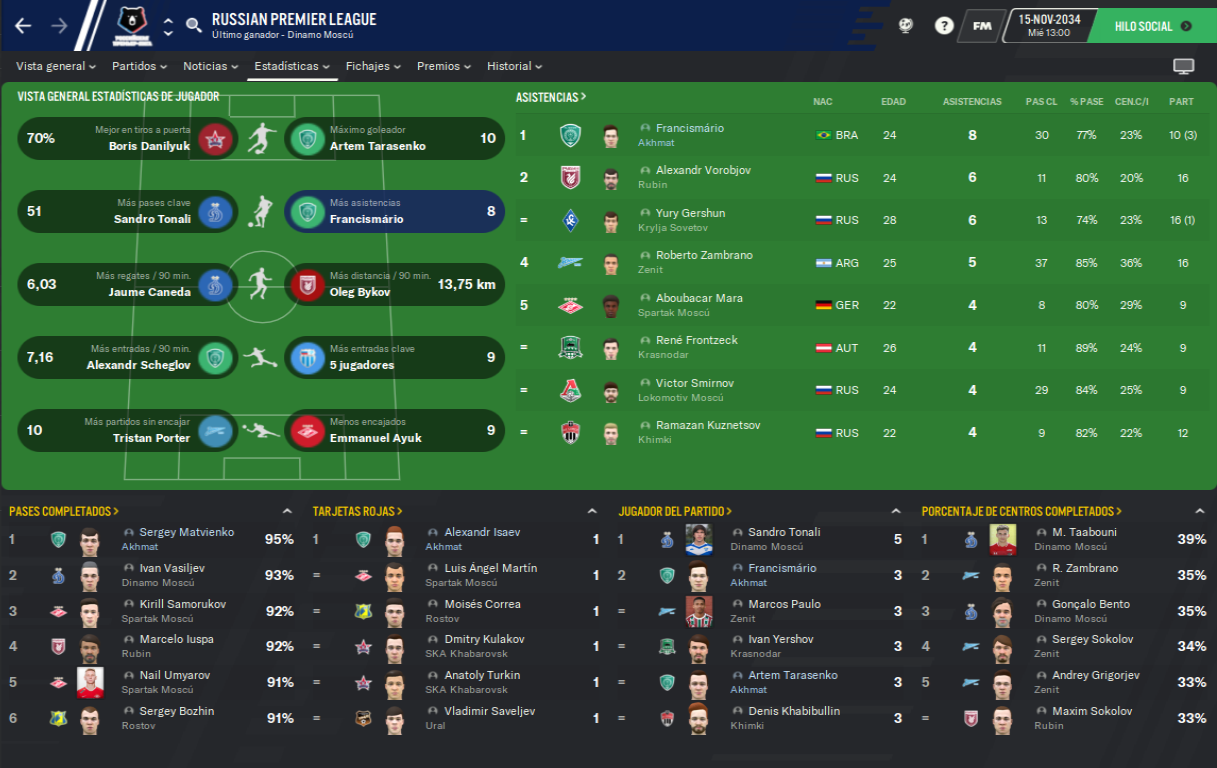 RUSSIAN PREMIER LEAGUE
Último ganador - Dinamo Moscú
FM
15-NOV-2034
Mié 13:00
HILO SOCIAL
Vista general Partidos Noticias Estadísticas Fichajes Premios Historial
VISTA GENERAL ESTADÍSTICAS DE JUGADOR
70% Mejor en tiros a puerta
Boris Danilyuk
Máximo goleador
Artem Tarasenko 10
51 Más pases clave
Sandro Tonali
Más asistencias
Francismário 8
6,03 Más regates / 90 min.
Jaume Caneda
Más distancia / 90 min.
Oleg Bykov 13,75 km
7,16 Más entradas / 90 min.
Alexandr Scheglov
Más entradas clave
5 jugadores 9
10 Más partidos sin encajar
Tristan Porter
Menos encajados
Emmanuel Ayuk 9
ASISTENCIAS > NAC EDAD ASISTENCIAS PAS CL % PASE CEN.C/I PART
1 Francismário BRA 24 8 30 77% 23% 10 (3)
Akhmat
2 Alexandr Vorobjov RUS 24 6 11 80% 20% 16
Rubin
= Yury Gershun RUS 28 6 13 74% 23% 16 (1)
Krylja Sovetov
4 Roberto Zambrano ARG 25 5 37 85% 36% 16
Zenit
5 Aboubacar Mara GER 22 4 8 80% 29% 9
Spartak Moscú
= René Frontzeck AUT 26 4 11 89% 24% 9
Krasnodar
= Victor Smirnov RUS 24 4 29 84% 25% 9
Lokomotiv Moscú
= Ramazan Kuznetsov RUS 22 4 9 82% 22% 12
Khimki
PASES COMPLETADOS >
1 Sergey Matvienko 95%
Akhmat
2 Ivan Vasiljev 93%
Dinamo Moscú
3 Kirill Samorukov 92%
Spartak Moscú
4 Marcelo Iuspa 92%
Rubin
5 Nail Umyarov 91%
Spartak Moscú
6 Sergey Bozhin 91%
Rostov
TARJETAS ROJAS >
1 Alexandr Isaev 1
Akhmat
= Luis Ángel Martín 1
Spartak Moscú
= Moisés Correa 1
Rostov
= Dmitry Kulakov 1
SKA Khabarovsk
= Anatoly Turkin 1
SKA Khabarovsk
= Vladimir Saveljev 1
Ural
JUGADOR DEL PARTIDO >
1 Sandro Tonali 5
Dinamo Moscú
2 Francismário 3
Akhmat
= Marcos Paulo 3
Zenit
= Ivan Yershov 3
Krasnodar
= Artem Tarasenko 3
Akhmat
= Denis Khabibullin 3
Khimki
PORCENTAJE DE CENTROS COMPLETADOS >
1 M. Taabouni 39%
Dinamo Moscú
2 R. Zambrano 35%
Zenit
3 Gonçalo Bento 35%
Dinamo Moscú
4 Sergey Sokolov 34%
Zenit
5 Andrey Grigorjev 33%
Zenit
= Maxim Sokolov 33%
Rubin